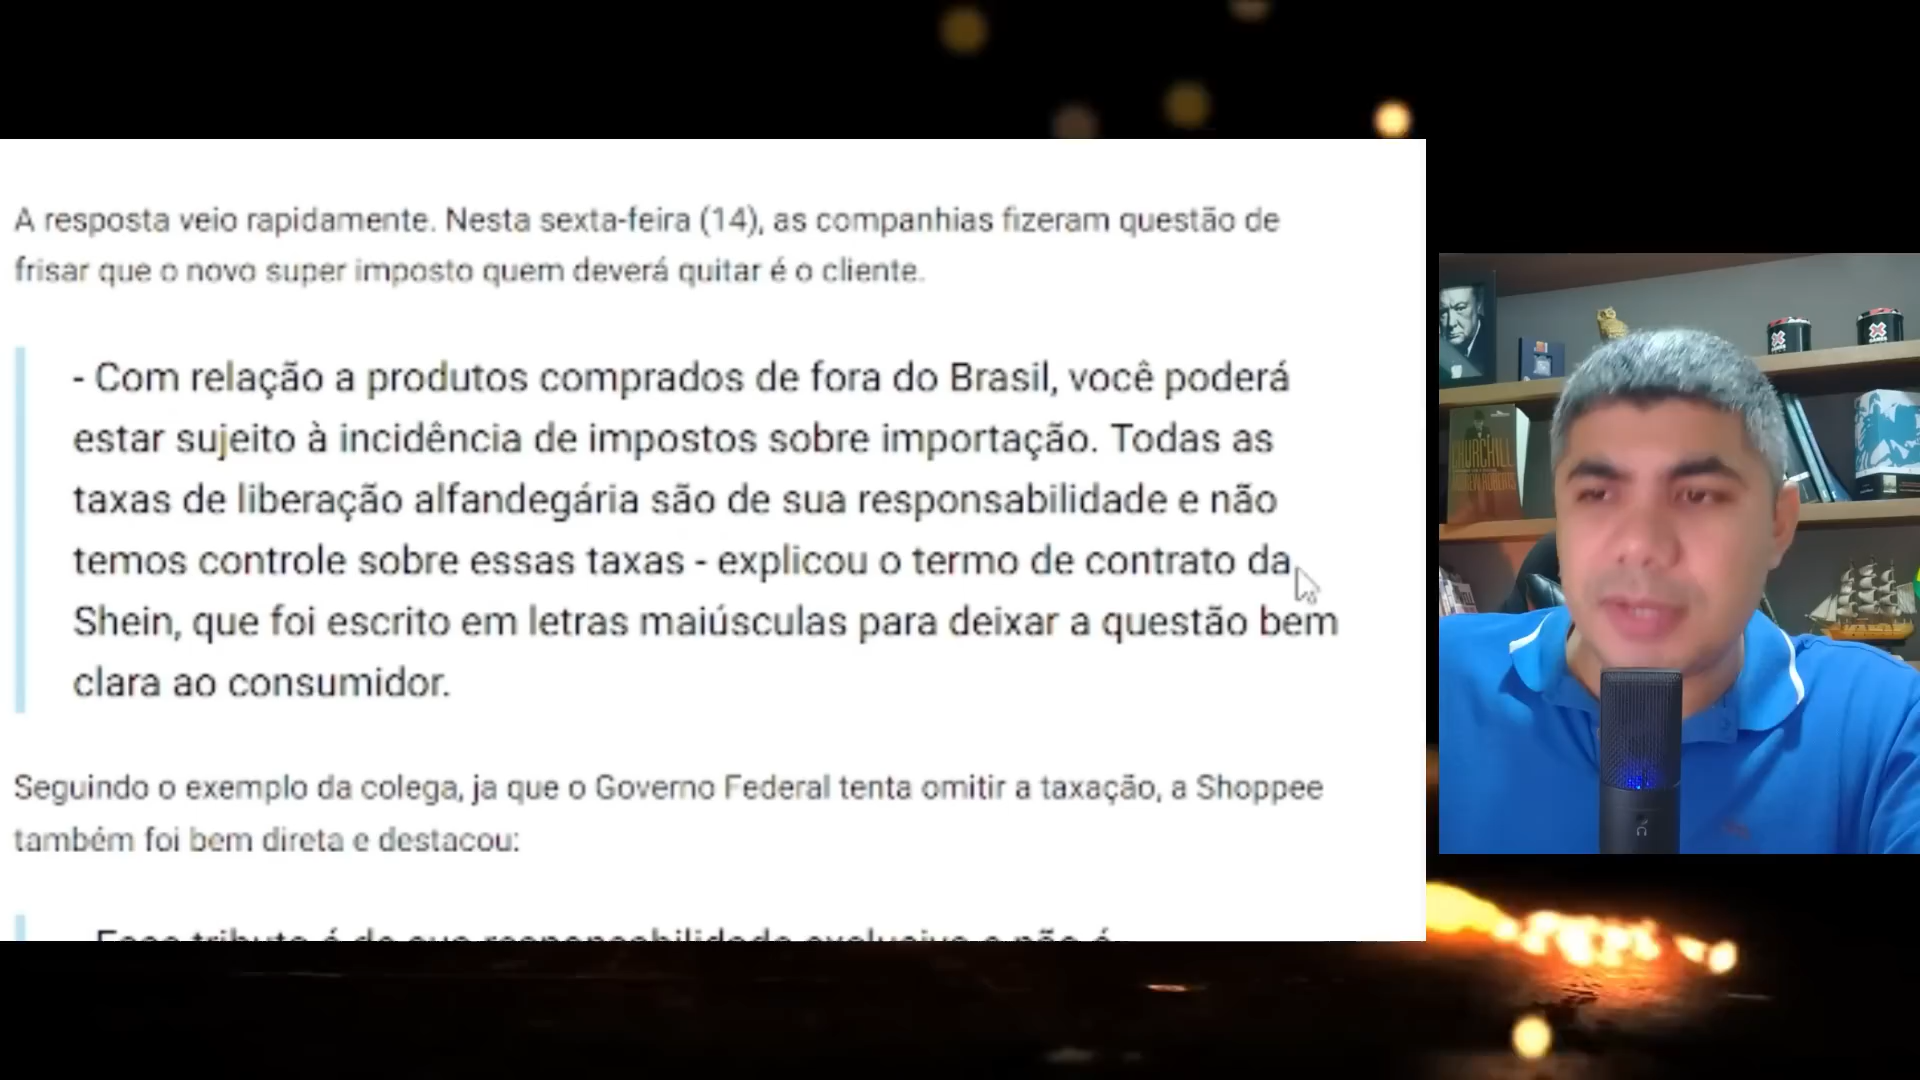 A resposta veio rapidamente. Nesta sexta-feira (14), as companhias fizeram questão de
frisar que o novo super imposto quem deverá quitar é o cliente.
- Com relação a produtos comprados de fora do Brasil, você poderá
estar sujeito à incidência de impostos sobre importação. Todas as
taxas de liberação alfandegária são de sua responsabilidade e não
temos controle sobre essas taxas - explicou o termo de contrato da
Shein, que foi escrito em letras maiúsculas para deixar a questão bem
clara ao consumidor.
Seguindo o exemplo da colega, ja que o Governo Federal tenta omitir a taxação, a Shoppee
também foi bem direta e destacou:
CHURCHILL